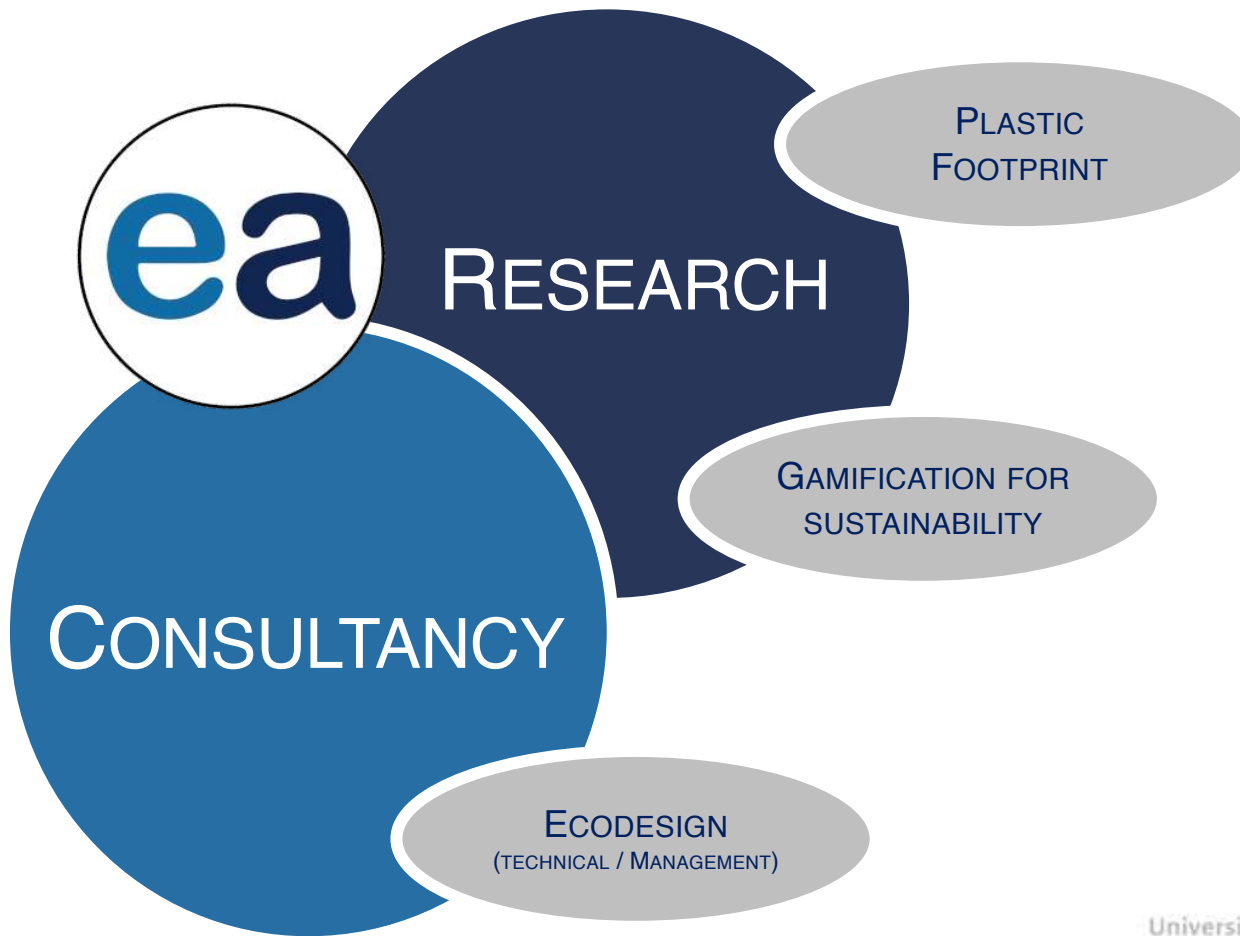 PLASTIC
FOOTPRINT
ea
RESEARCH
GAMIFICATION FOR
SUSTAINABILITY
CONSULTANCY
ECODESIGN
(TECHNICAL / MANAGEMENT)